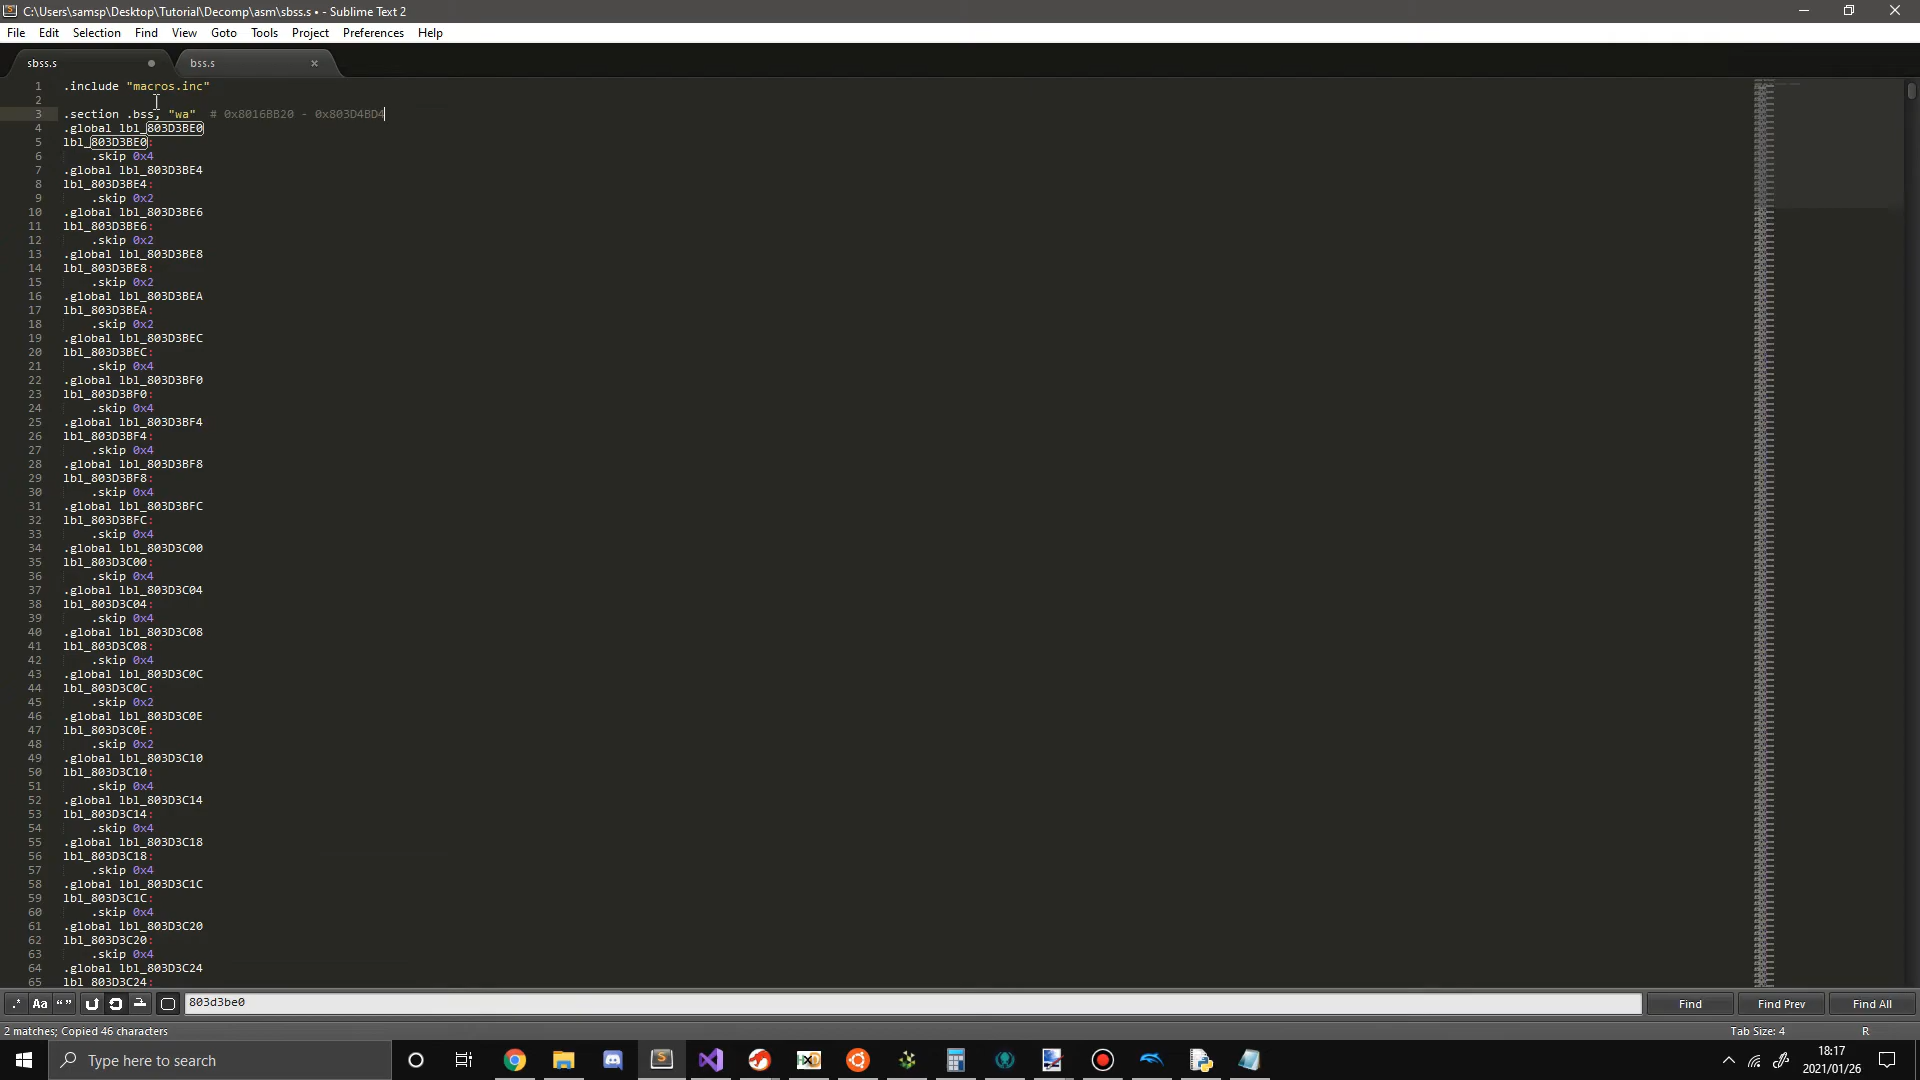 C:\Users\samsp\Desktop\Tutorial\Decomp\asm\sbss.s • - Sublime Text 2
File Edit Selection Find View Goto Tools Project Preferences Help
sbss.s bss.s
1 .include "macros.inc"
2
3 .section .bss, "wa" # 0x8016BB20 - 0x803D4BD4
4 .global lbl_803D3BE0
5 lbl_803D3BE0:
6 .skip 0x4
7 .global lbl_803D3BE4
8 lbl_803D3BE4:
9 .skip 0x2
10 .global lbl_803D3BE6
11 lbl_803D3BE6:
12 .skip 0x2
13 .global lbl_803D3BE8
14 lbl_803D3BE8:
15 .skip 0x2
16 .global lbl_803D3BEA
17 lbl_803D3BEA:
18 .skip 0x2
19 .global lbl_803D3BEC
20 lbl_803D3BEC:
21 .skip 0x4
22 .global lbl_803D3BF0
23 lbl_803D3BF0:
24 .skip 0x4
25 .global lbl_803D3BF4
26 lbl_803D3BF4:
27 .skip 0x4
28 .global lbl_803D3BF8
29 lbl_803D3BF8:
30 .skip 0x4
31 .global lbl_803D3BFC
32 lbl_803D3BFC:
33 .skip 0x4
34 .global lbl_803D3C00
35 lbl_803D3C00:
36 .skip 0x4
37 .global lbl_803D3C04
38 lbl_803D3C04:
39 .skip 0x4
40 .global lbl_803D3C08
41 lbl_803D3C08:
42 .skip 0x4
43 .global lbl_803D3C0C
44 lbl_803D3C0C:
45 .skip 0x2
46 .global lbl_803D3C0E
47 lbl_803D3C0E:
48 .skip 0x2
49 .global lbl_803D3C10
50 lbl_803D3C10:
51 .skip 0x4
52 .global lbl_803D3C14
53 lbl_803D3C14:
54 .skip 0x4
55 .global lbl_803D3C18
56 lbl_803D3C18:
57 .skip 0x4
58 .global lbl_803D3C1C
59 lbl_803D3C1C:
60 .skip 0x4
61 .global lbl_803D3C20
62 lbl_803D3C20:
63 .skip 0x4
64 .global lbl_803D3C24
65 lbl_803D3C24:
.* Aa “” 803d3be0 Find Find Prev Find All
2 matches; Copied 46 characters Tab Size: 4 R
Type here to search
18:17
2021/01/26